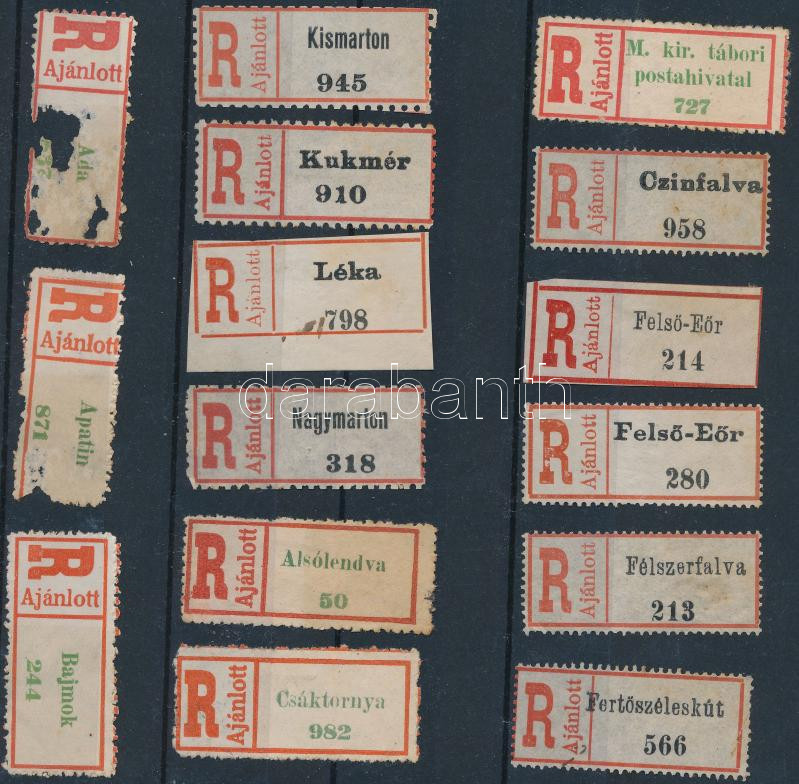 R
Ajánlott
Ada
R
Ajánlott
Apatin
871
R
Ajánlott
Bajmok
244
R
Ajánlott
Kismarton
945
R
Ajánlott
Kukmér
910
R
Ajánlott
Léka
798
R
Ajánlott
Nagymarton
318
R
Ajánlott
Alsólendva
50
R
Ajánlott
Csáktornya
982
R
Ajánlott
M. kir. tábori
postahivatal
727
R
Ajánlott
Czinfalva
958
R
Ajánlott
Felső-Eőr
214
R
Ajánlott
Felső-Eőr
280
R
Ajánlott
Félszerfalva
213
R
Ajánlott
Fertőszéleskút
566
darabanth